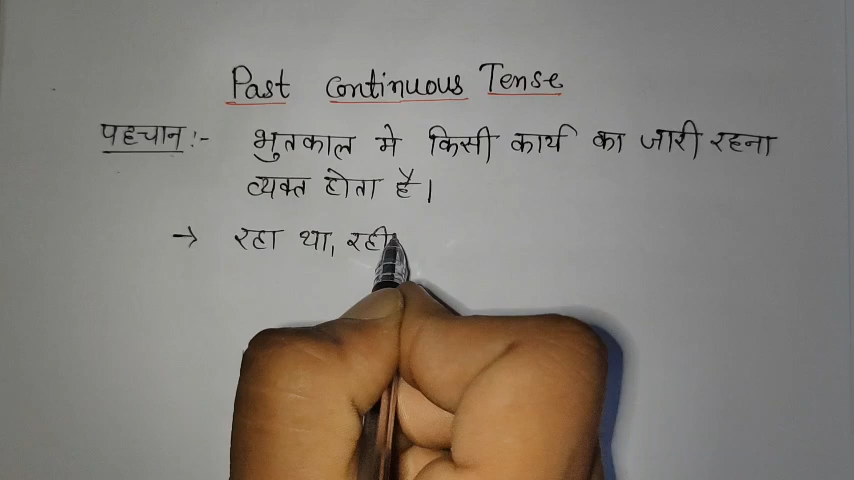 Past Continuous Tense
पहचान :- भुतकाल मे किसी कार्य का जारी रहना
व्यक्त होता है।
→ रहा था, रही